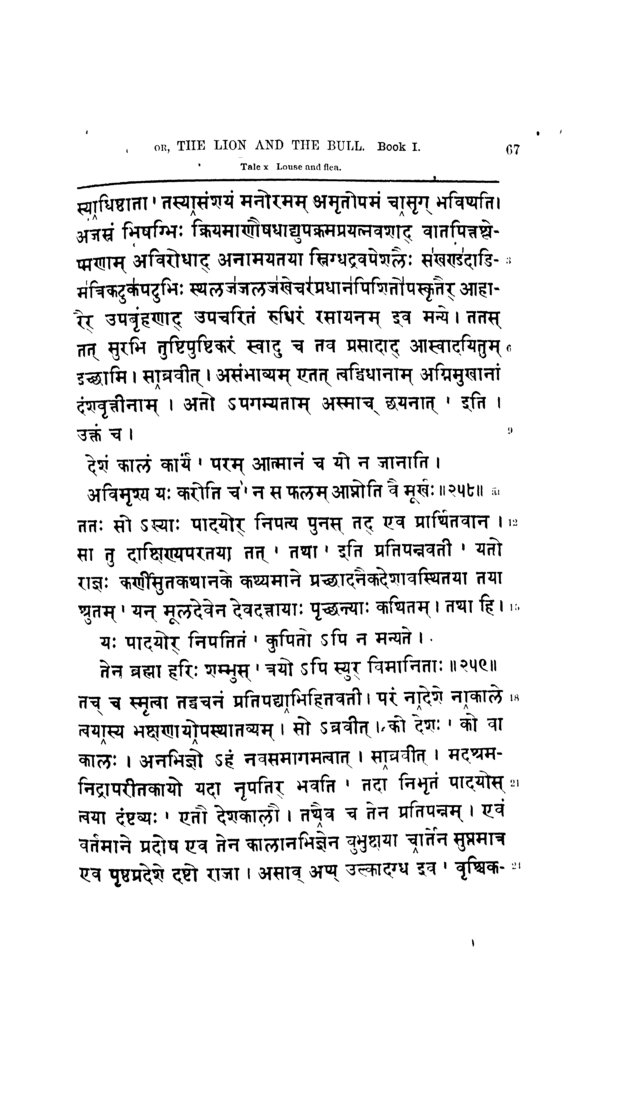 OR, THE LION AND THE BULL. Book I. 67
Tale x Louse and flea.
स्याधिष्ठाता ' तस्यासंशयं मनोरमम् अमृतोपमं चासृग् भविष्यति।
अजस्रं भिषग्भिः क्रियमाणौषधाद्युपक्रमप्रयत्नवशाद् वातपित्तश्ले-
ष्मणाम् अविरोधाद् अनामयतया स्निग्धद्रवपेशलैः संखण्डदाडि- 3
मत्रिकटुकपटुभिः स्थलजजलजखेचरप्रधानपिशितोपस्कृतैर् आहा-
रैर् उपबृंहणाद् उपचरितं रुधिरं रसायनम् इव मन्ये। ततस्
तत् सुरभि तुष्टिपुष्टिकरं स्वादु च तव प्रसादाद् आस्वादयितुम् 6
इच्छामि। साब्रवीत्। असंभाव्यम् एतत् त्वद्विधानाम् अग्निमुखानां
दंशवृत्तीनाम् । अतो ऽपगम्यताम् अस्माच् छयनात् ' इति ।
उक्तं च। 9
देशं कालं कार्यं ' परम् आत्मानं च यो न जानाति।
अविमृश्य यः करोति च ' न स फलम् आप्नोति वै मूर्खः॥२५८॥ ār
ततः सो ऽस्याः पादयोर् निपत्य पुनस् तद् एव प्रार्थितवान । 12
सा तु दाक्षिण्यपरतया तत् ' तथा ' इति प्रतिपन्नवती ' यतो
राज्ञः कर्णीसुतकथानके कथ्यमाने प्रच्छादनैकदेशावस्थितया तया
श्रुतम् ' यन् मूलदेवेन देवदत्तायाः पृच्छन्त्याः कथितम्। तथा हि। 15
यः पादयोर् निपतितं ' कुपितो ऽपि न मन्यते।
तेन ब्रह्मा हरिः शम्भुस् ' त्रयो ऽपि स्युर् विमानिताः॥२५९॥
तच् च स्मृत्वा तद्वचनं प्रतिपद्याभिहितवती। परं नादेशे नाकाले 18
त्वयास्य भक्षणायोपस्थातव्यम्। सो ऽब्रवीत्। को देशः ' को वा
कालः। अनभिज्ञो ऽहं नवसमागमत्वात्। साब्रवीत्। मदश्रम-
निद्रापरीतकायो यदा नृपतिर् भवति ' तदा निभृतं पादयोस् 21
त्वया दंष्टव्यः ' एतौ देशकालौ। तथैव च तेन प्रतिपन्नम्। एवं
वर्तमाने प्रदोष एव तेन कालानभिज्ञेन बुभुक्षया चार्तेन सुप्तमात्र
एव पृष्ठप्रदेशे दष्टो राजा। असाव् अप्य् उल्कादग्ध इव ' वृश्चिक- 24